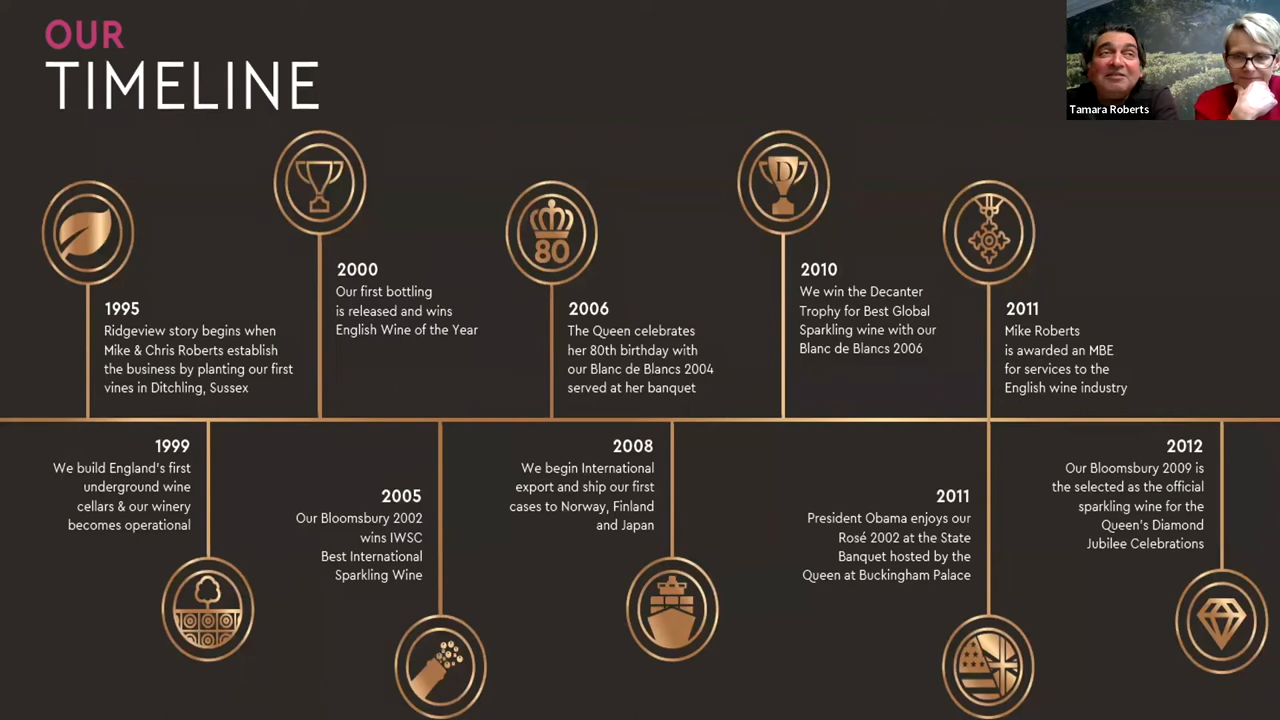 OUR
TIMELINE
Tamara Roberts
1995
Ridgeview story begins when
Mike & Chris Roberts establish
the business by planting our first
vines in Ditchling, Sussex
2000
Our first bottling
is released and wins
English Wine of the Year
80
2006
The Queen celebrates
her 80th birthday with
our Blanc de Blancs 2004
served at her banquet
D
2010
We win the Decanter
Trophy for Best Global
Sparkling wine with our
Blanc de Blancs 2006
2011
Mike Roberts
is awarded an MBE
for services to the
English wine industry
1999
We build England's first
underground wine
cellars & our winery
becomes operational
2005
Our Bloomsbury 2002
wins IWSC
Best International
Sparkling Wine
2008
We begin International
export and ship our first
cases to Norway, Finland
and Japan
2011
President Obama enjoys our
Rosé 2002 at the State
Banquet hosted by the
Queen at Buckingham Palace
2012
Our Bloomsbury 2009 is
the selected as the official
sparkling wine for the
Queen's Diamond
Jubilee Celebrations